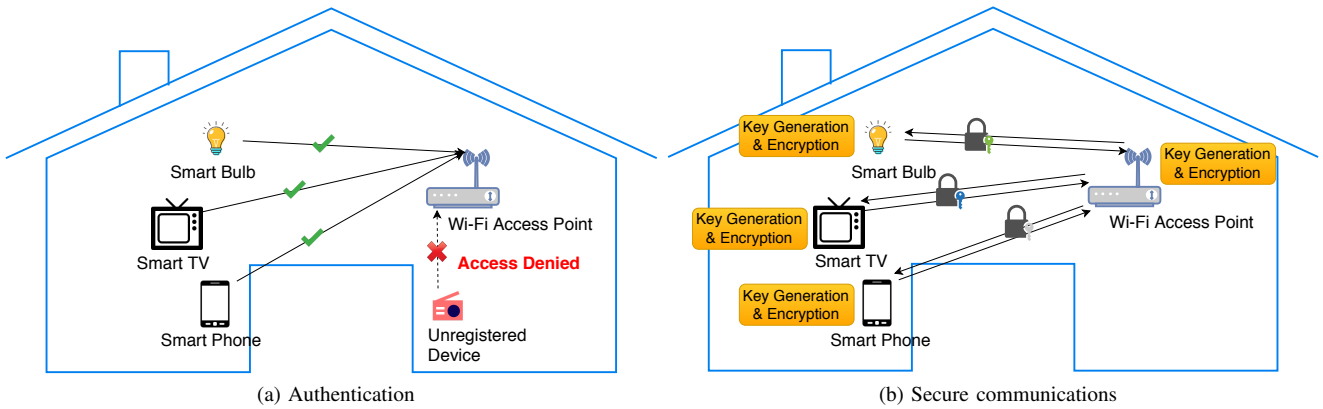 Smart Bulb
Wi-Fi Access Point
Smart TV
Access Denied
Smart Phone
Unregistered
Device
(a) Authentication
Key Generation
& Encryption
Smart Bulb
Key Generation
& Encryption
Wi-Fi Access Point
Key Generation
& Encryption
Smart TV
Key Generation
& Encryption
Smart Phone
(b) Secure communications